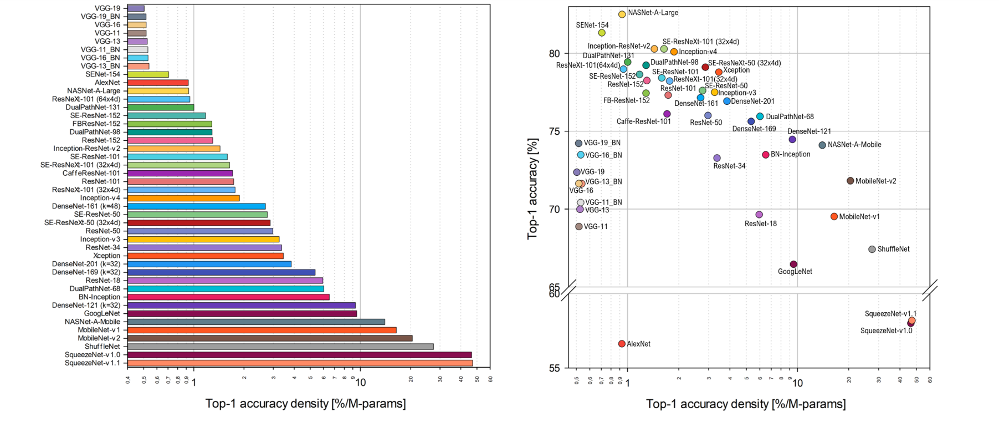 VGG-19
VGG-19_BN
VGG-16
VGG-11
VGG-13
VGG-11_BN
VGG-16_BN
VGG-13_BN
SENet-154
AlexNet
NASNet-A-Large
ResNeXt-101 (64x4d)
DualPathNet-131
SE-ResNet-152
FBResNet-152
DualPathNet-98
ResNet-152
Inception-ResNet-v2
SE-ResNet-101
SE-ResNeXt-101 (32x4d)
CaffeResNet-101
ResNet-101
ResNeXt-101 (32x4d)
Inception-v4
DenseNet-161 (k=48)
SE-ResNet-50
SE-ResNeXt-50 (32x4d)
ResNet-50
Inception-v3
ResNet-34
Xception
DenseNet-201 (k=32)
DenseNet-169 (k=32)
ResNet-18
DualPathNet-68
BN-Inception
DenseNet-121 (k=32)
GoogLeNet
NASNet-A-Mobile
MobileNet-v1
MobileNet-v2
ShuffleNet
SqueezeNet-v1.0
SqueezeNet-v1.1
0,4 0,5 0,6 0,7 0,8 0,9 1 2 3 4 5 6 7 8 9 10 20 30 40 50 60
Top-1 accuracy density [%/M-params]
Top-1 accuracy [%]
80
75
70
65
60
55
NASNet-A-Large
SENet-154
SE-ResNeXt-101 (32x4d)
Inception-ResNet-v2
Inception-v4
DualPathNet-131
DualPathNet-98
SE-ResNeXt-50 (32x4d)
ResNeXt-101(64x4d)
Xception
SE-ResNet-101
SE-ResNet-152
ResNeXt-101(32x4d)
ResNet-152
SE-ResNet-50
ResNet-101
Inception-v3
FB-ResNet-152
DenseNet-161
DenseNet-201
Caffe-ResNet-101
ResNet-50
DualPathNet-68
DenseNet-169
DenseNet-121
VGG-19_BN
NASNet-A-Mobile
VGG-16_BN
BN-Inception
ResNet-34
VGG-19
VGG-13_BN
MobileNet-v2
VGG-16
VGG-11_BN
VGG-13
MobileNet-v1
ResNet-18
VGG-11
ShuffleNet
GoogLeNet
SqueezeNet-v1.1
SqueezeNet-v1.0
AlexNet
0,5 0,6 0,7 0,8 0,9 1 2 3 4 5 6 7 8 9 10 20 30 40 50 60
Top-1 accuracy density [%/M-params]